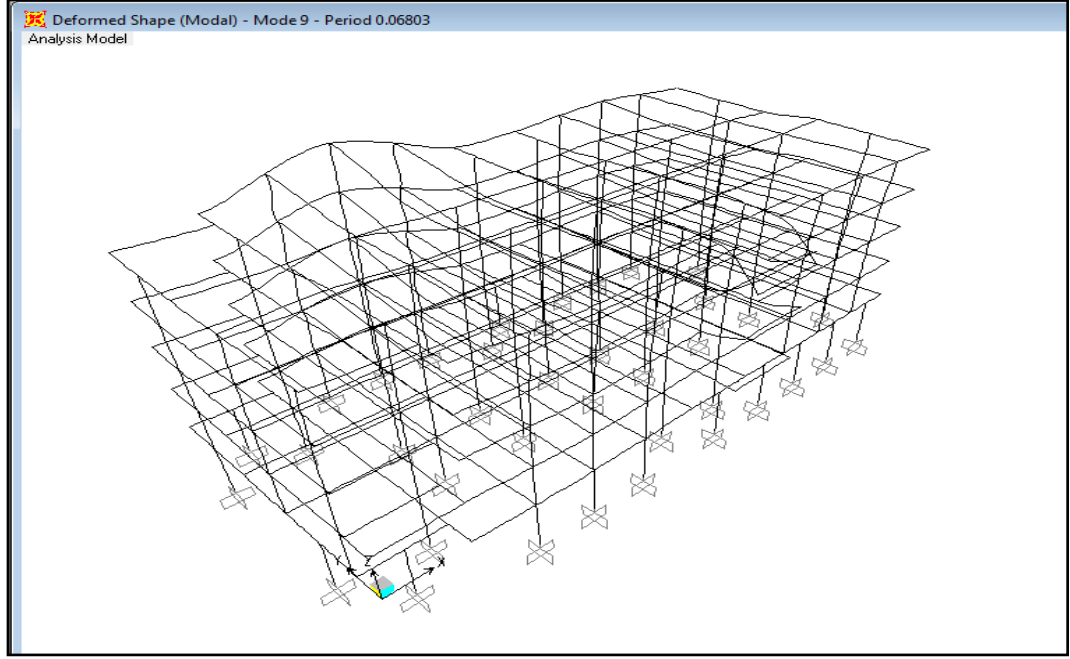 Deformed Shape (Modal) - Mode 9 - Period 0.06803
Analysis Model
Y
Z
X